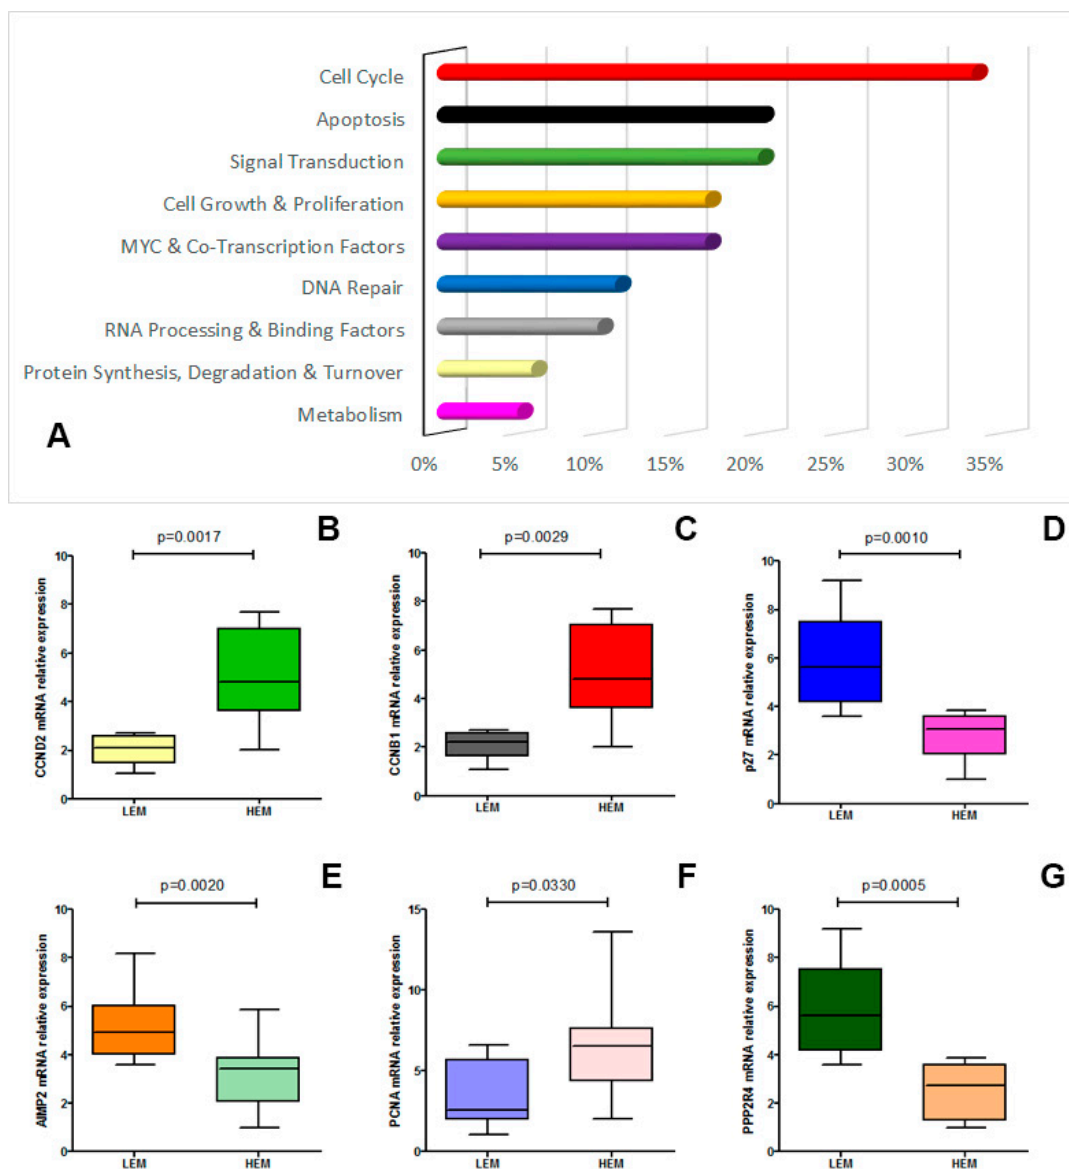 Cell Cycle
Apoptosis
Signal Transduction
Cell Growth & Proliferation
MYC & Co-Transcription Factors
DNA Repair
RNA Processing & Binding Factors
Protein Synthesis, Degradation & Turnover
Metabolism
A
0% 5% 10% 15% 20% 25% 30% 35%
B
p=0.0017
CCND2 mRNA relative expression
10
8
6
4
2
0
LEM HEM
C
p=0.0029
CCNB1 mRNA relative expression
10
8
6
4
2
0
LEM HEM
D
p=0.0010
p27 mRNA relative expression
10
8
6
4
2
0
LEM HEM
E
p=0.0020
AIMP2 mRNA relative expression
10
8
6
4
2
0
LEM HEM
F
p=0.0330
PCNA mRNA relative expression
15
10
5
0
LEM HEM
G
p=0.0005
PPP2R4 mRNA relative expression
10
8
6
4
2
0
LEM HEM